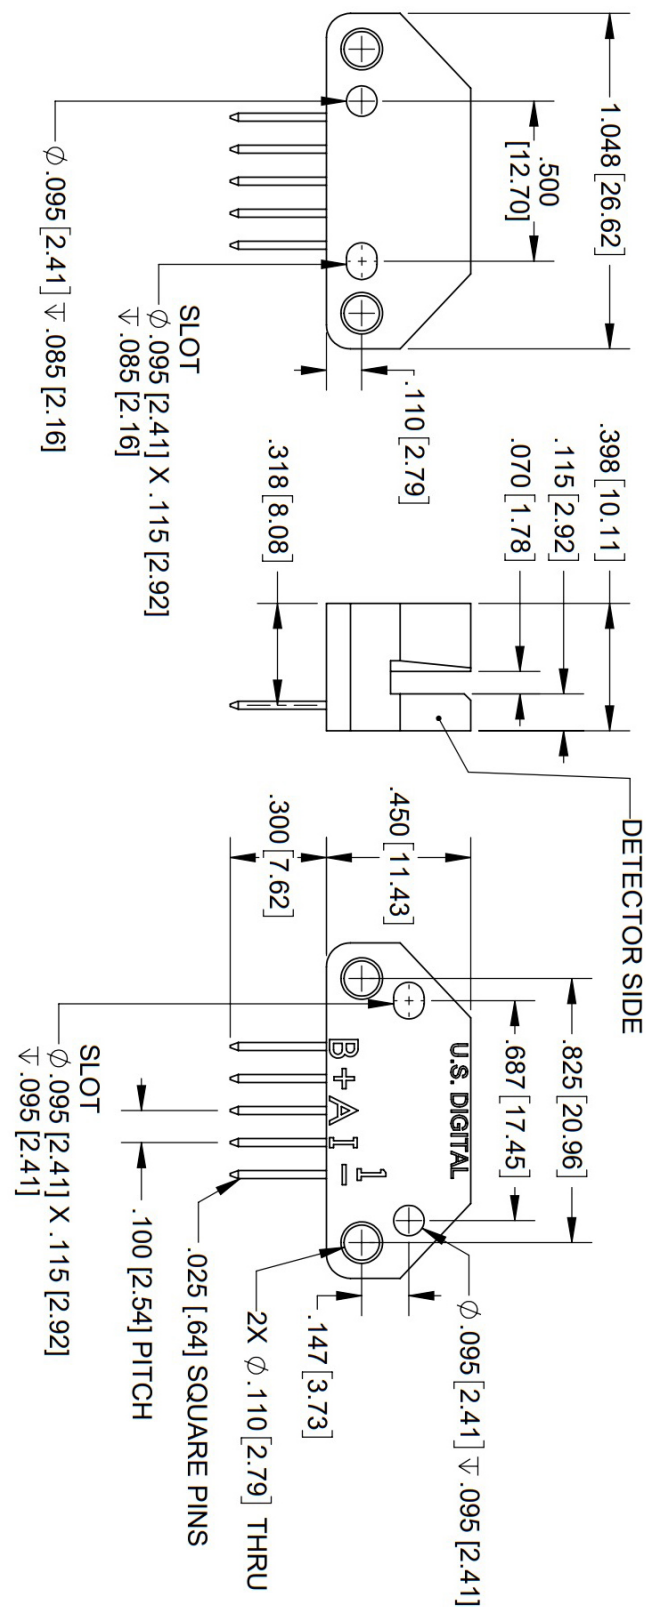 1.048 [26.62]
.500
[12.70]
.110 [2.79]
SLOT
⌀ .095 [2.41] X .115 [2.92]
↧ .085 [2.16]
⌀ .095 [2.41] ↧ .085 [2.16]
.398 [10.11]
.115 [2.92]
.070 [1.78]
.318 [8.08]
DETECTOR SIDE
.450 [11.43]
.300 [7.62]
.825 [20.96]
.687 [17.45]
U.S. DIGITAL
1
B + A I -
⌀ .095 [2.41] ↧ .095 [2.41]
.147 [3.73]
2X ⌀ .110 [2.79] THRU
.025 [.64] SQUARE PINS
.100 [2.54] PITCH
SLOT
⌀ .095 [2.41] X .115 [2.92]
↧ .095 [2.41]